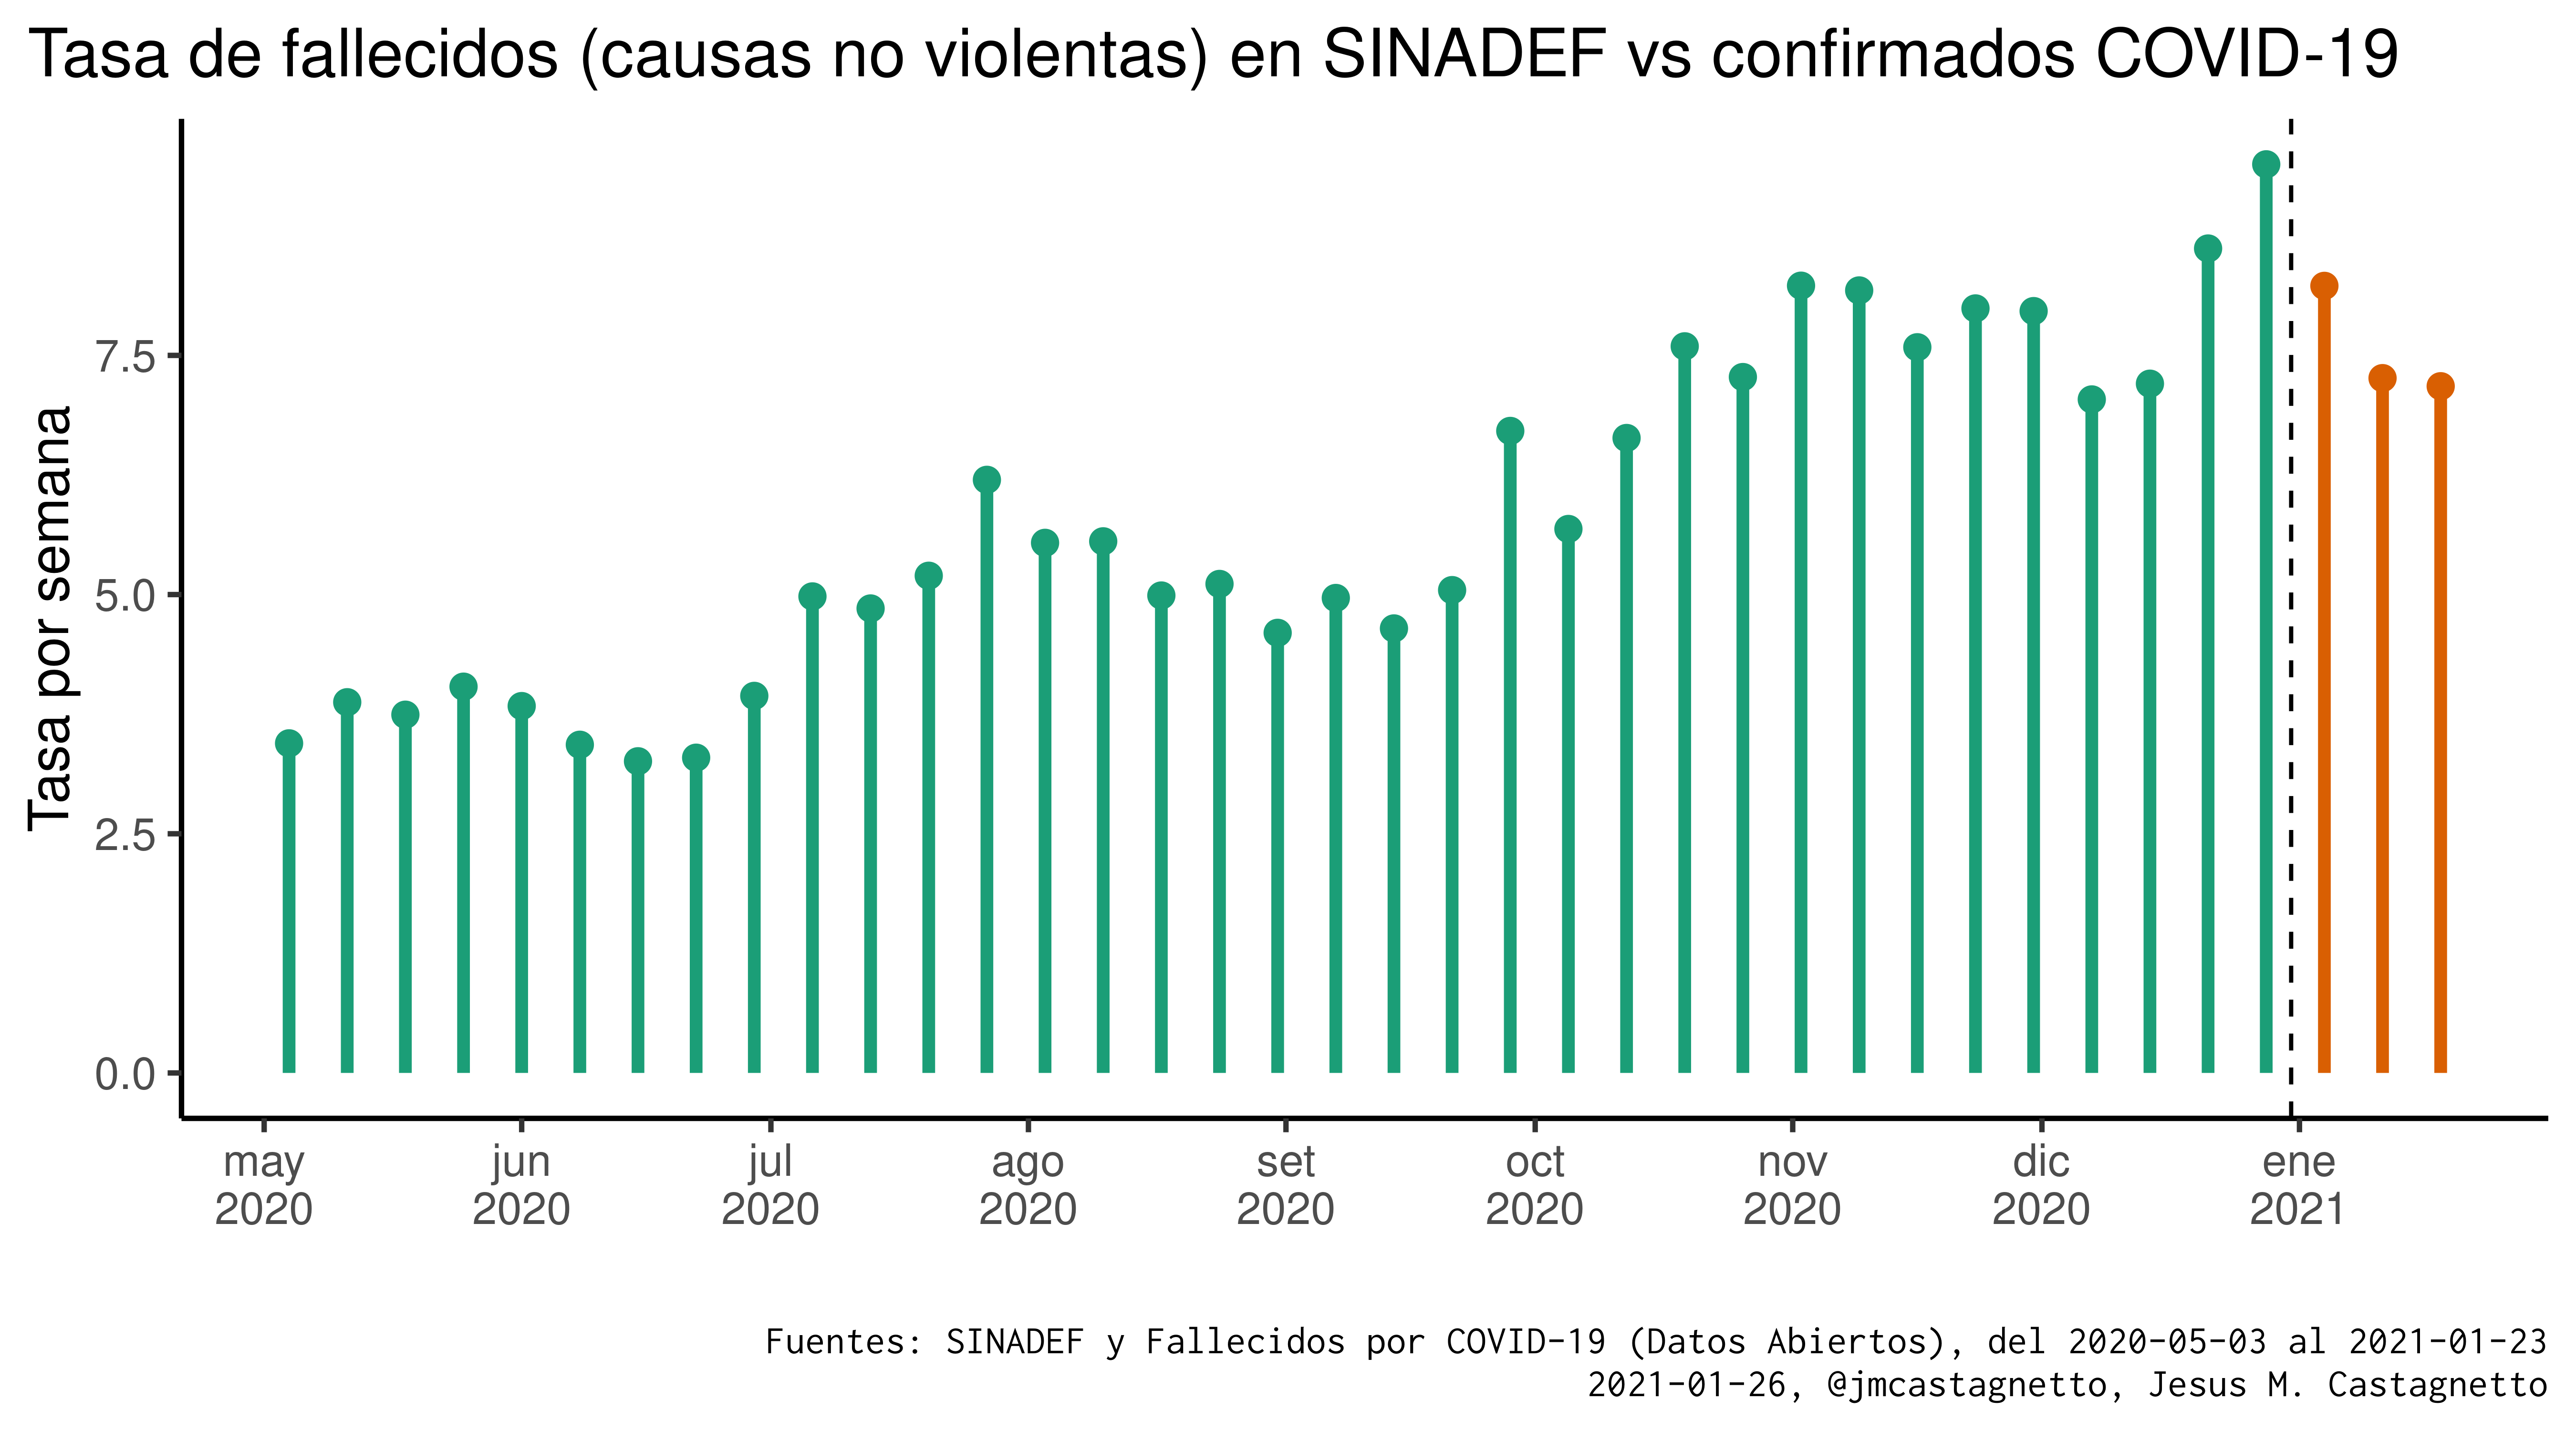 Tasa de fallecidos (causas no violentas) en SINADEF vs confirmados COVID-19
Tasa por semana
7.5
5.0
2.5
0.0
may jun jul ago set oct nov dic ene
2020 2020 2020 2020 2020 2020 2020 2020 2021
Fuentes: SINADEF y Fallecidos por COVID-19 (Datos Abiertos), del 2020-05-03 al 2021-01-23
2021-01-26, @jmcastagnetto, Jesus M. Castagnetto